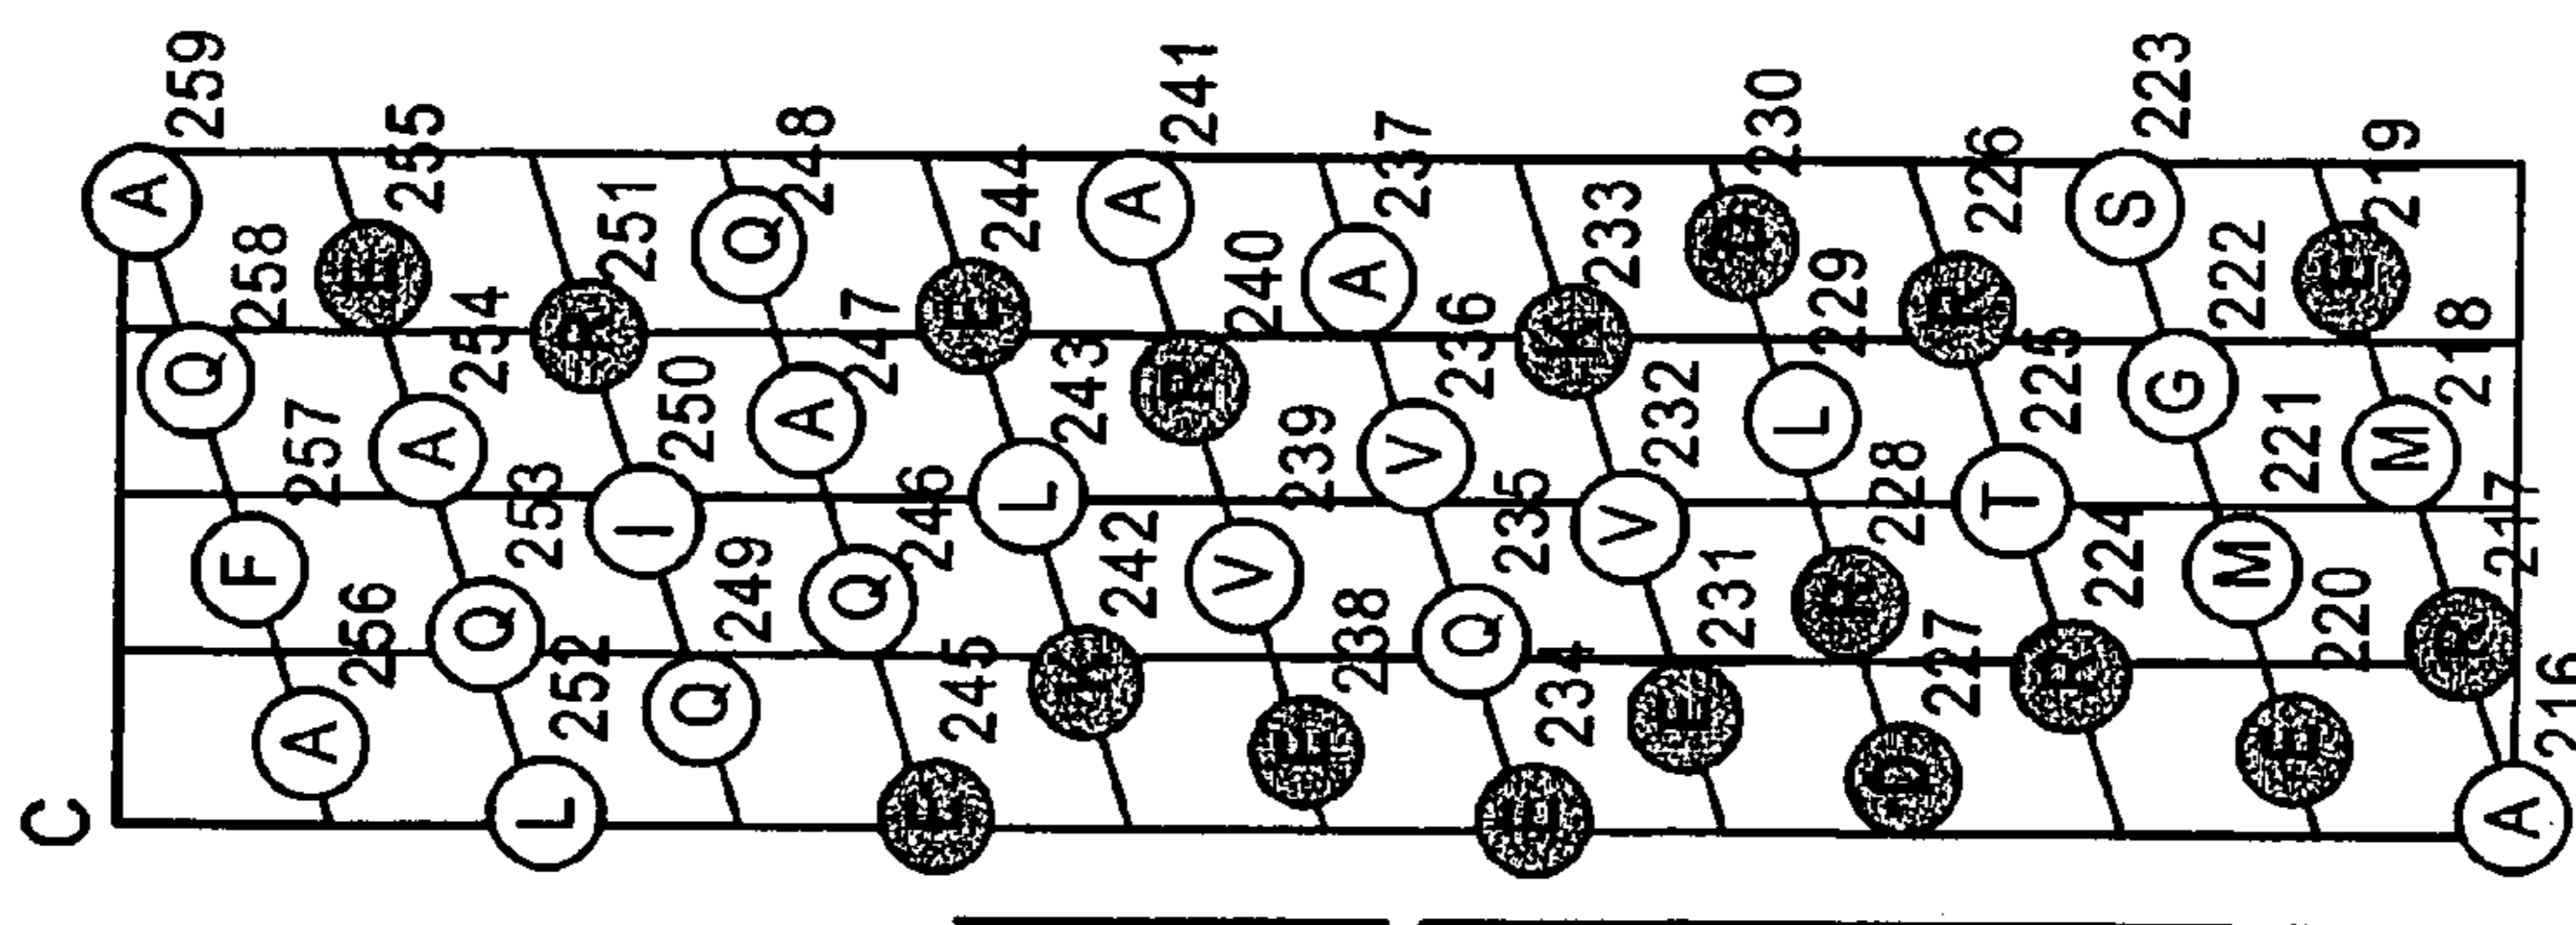 C
A 259
Q 258
F 257
A 256
E 255
A 254
Q 253
L 252
R 251
I 250
Q 249
Q 248
A 247
Q 246
E 245
E 244
L 243
K 242
A 241
240
V 239
238
A 237
V 236
Q 235
234
K 233
V 232
E 231
230
L 229
R 228
D 227
R 226
T 225
R 224
S 223
G 222
M 221
220
E 219
M 218
R 217
A 216